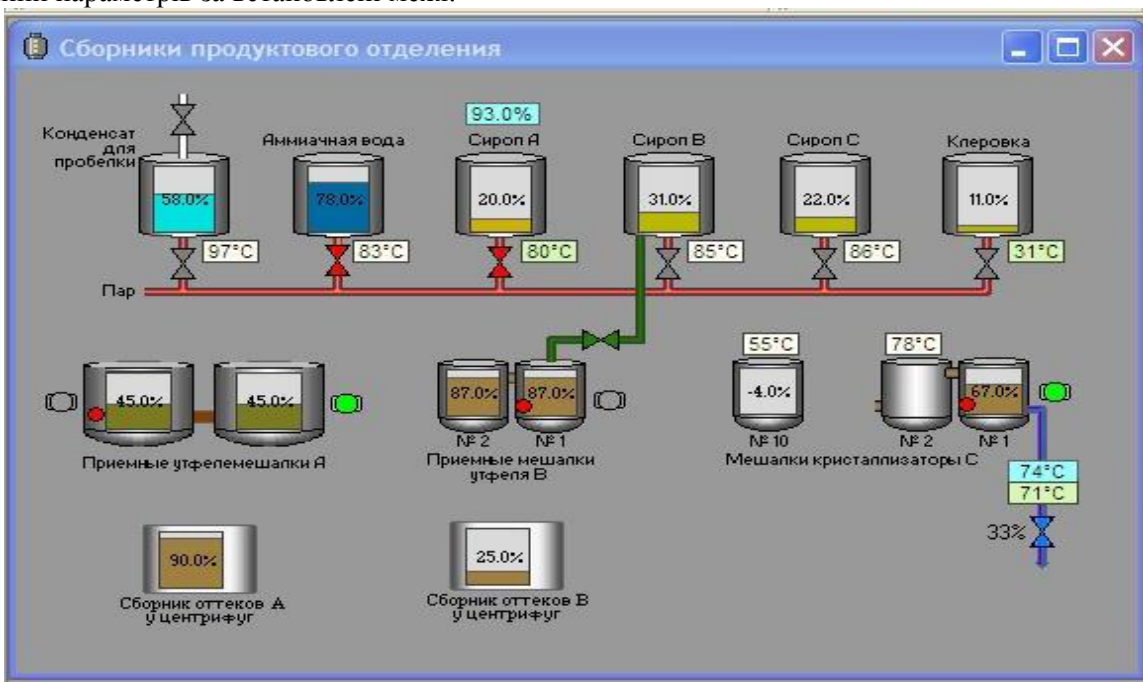 параметрів за встановлені межі.
Сборники продуктового отделения
93.0%
Конденсат
для
пробелки
Аммиачная вода
Сироп А
Сироп В
Сироп С
Клеровка
58.0%
78.0%
20.0%
31.0%
22.0%
11.0%
97°C
83°C
80°C
85°C
86°C
31°C
Пар
55°C
78°C
45.0%
45.0%
87.0%
87.0%
-4.0%
67.0%
№ 2
№ 1
№ 10
№ 2
№ 1
Приемные утфелемешалки А
Приемные мешалки
утфеля В
Мешалки кристаллизаторы С
74°C
71°C
33%
90.0%
25.0%
Сборник оттеков А
у центрифуг
Сборник оттеков В
у центрифуг